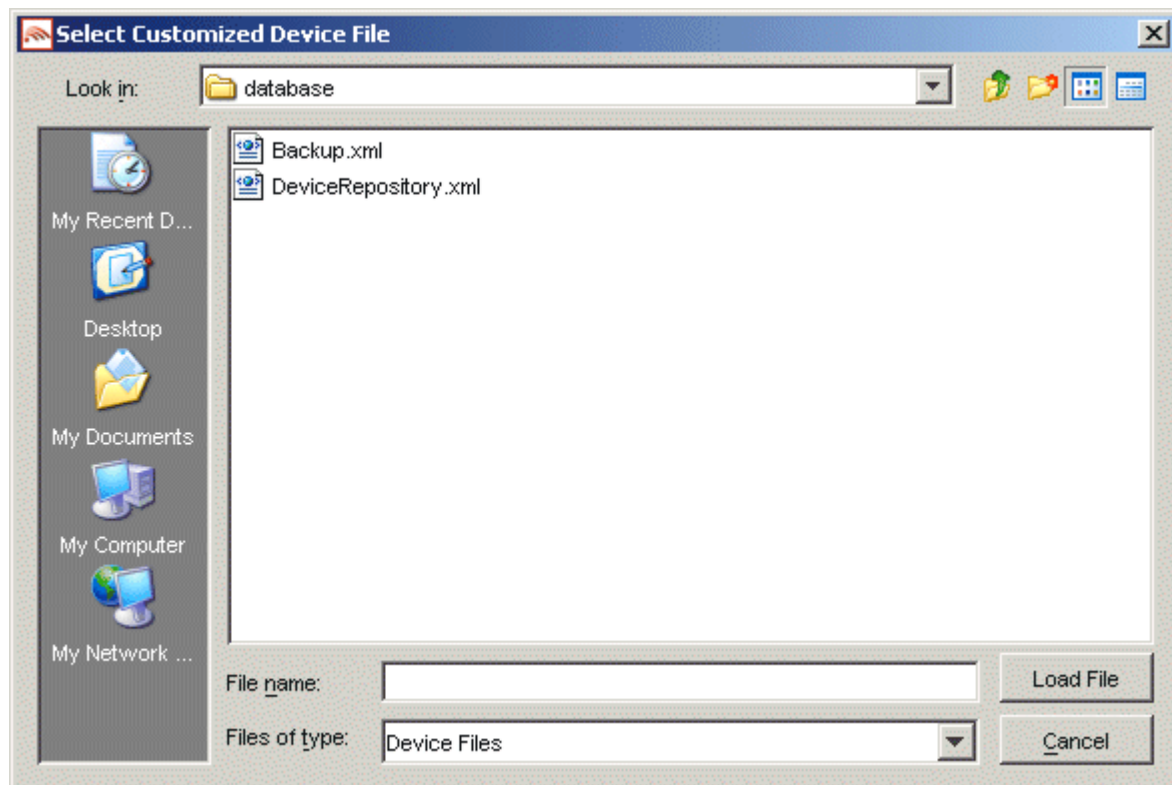 Select Customized Device File
Look in: database
Backup.xml
DeviceRepository.xml
My Recent D...
Desktop
My Documents
My Computer
My Network ...
File name:
Load File
Files of type: Device Files
Cancel